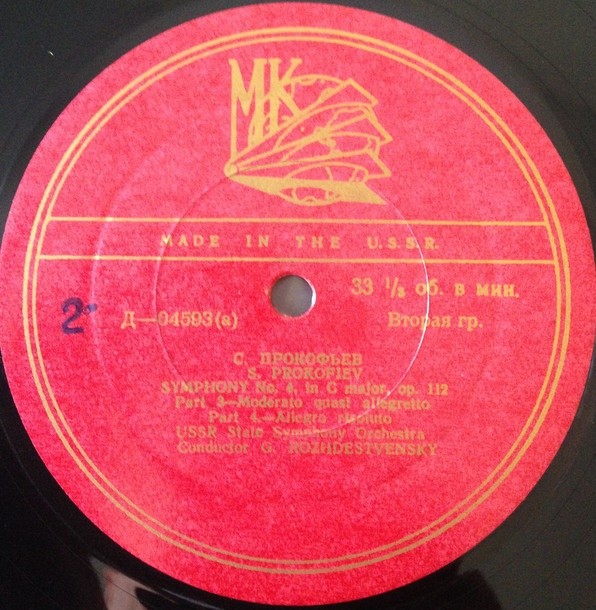 МК
MADE IN THE U.S.S.R.
33 1/3 об. в мин.
2
Д—04593(а)
Вторая гр.
С. ПРОКОФЬЕВ
S. PROKOFIEV
SYMPHONY No. 4, in C major, op. 112
Part 3—Moderato quasi allegretto
Part 4.—Allegro risoluto
USSR State Symphony Orchestra
Conductor G. ROZHDESTVENSKY